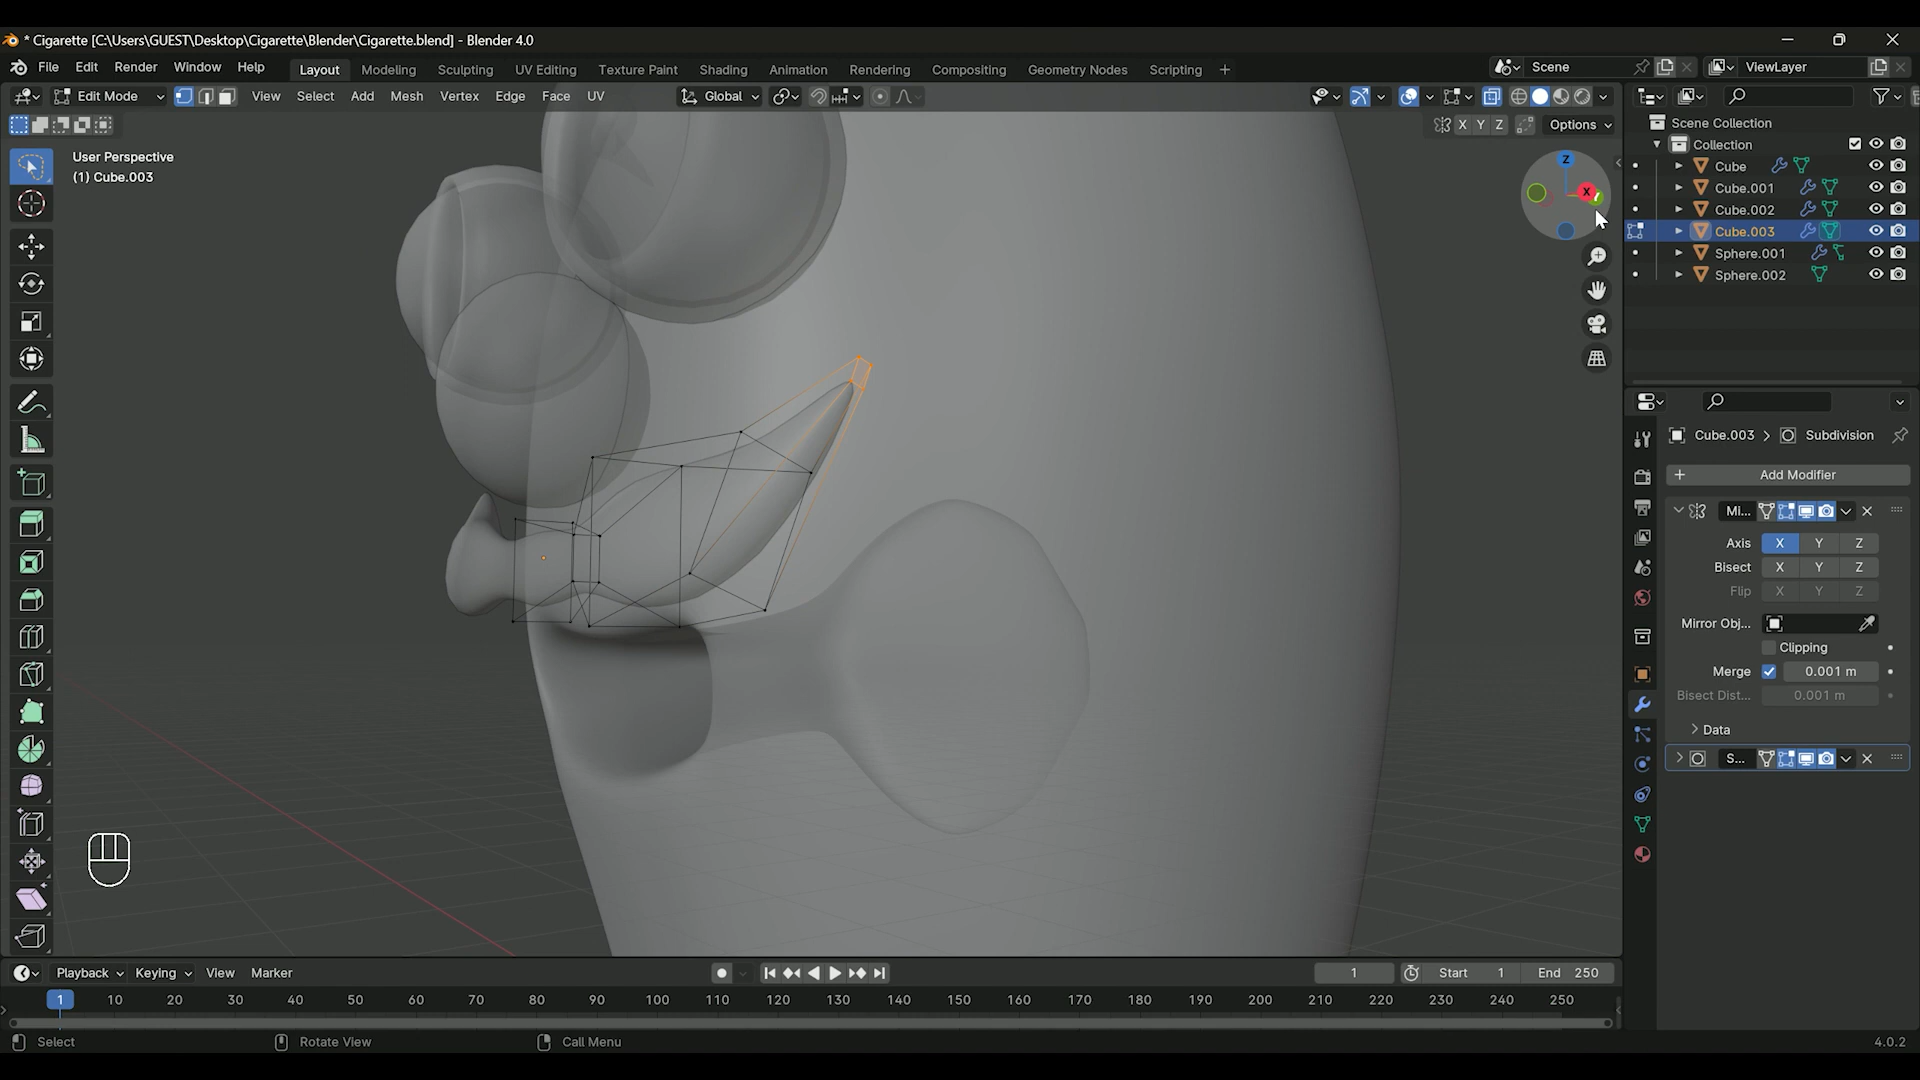 * Cigarette [C:\Users\GUEST\Desktop\Cigarette\Blender\Cigarette.blend] - Blender 4.0
File Edit Render Window Help Layout Modeling Sculpting UV Editing Texture Paint Shading Animation Rendering Compositing Geometry Nodes Scripting + Scene ViewLayer
Edit Mode View Select Add Mesh Vertex Edge Face UV Global
X Y Z Options
User Perspective
(1) Cube.003
Z
X
Y
Scene Collection
Collection
Cube
Cube.001
Cube.002
Cube.003
Sphere.001
Sphere.002
Cube.003 > Subdivision
+ Add Modifier
Mi...
Axis X Y Z
Bisect X Y Z
Flip X Y Z
Mirror Obj...
Clipping
Merge 0.001 m
Bisect Dist... 0.001 m
Data
S...
Playback Keying View Marker 1 Start 1 End 250
1 10 20 30 40 50 60 70 80 90 100 110 120 130 140 150 160 170 180 190 200 210 220 230 240 250
Select Rotate View Call Menu 4.0.2